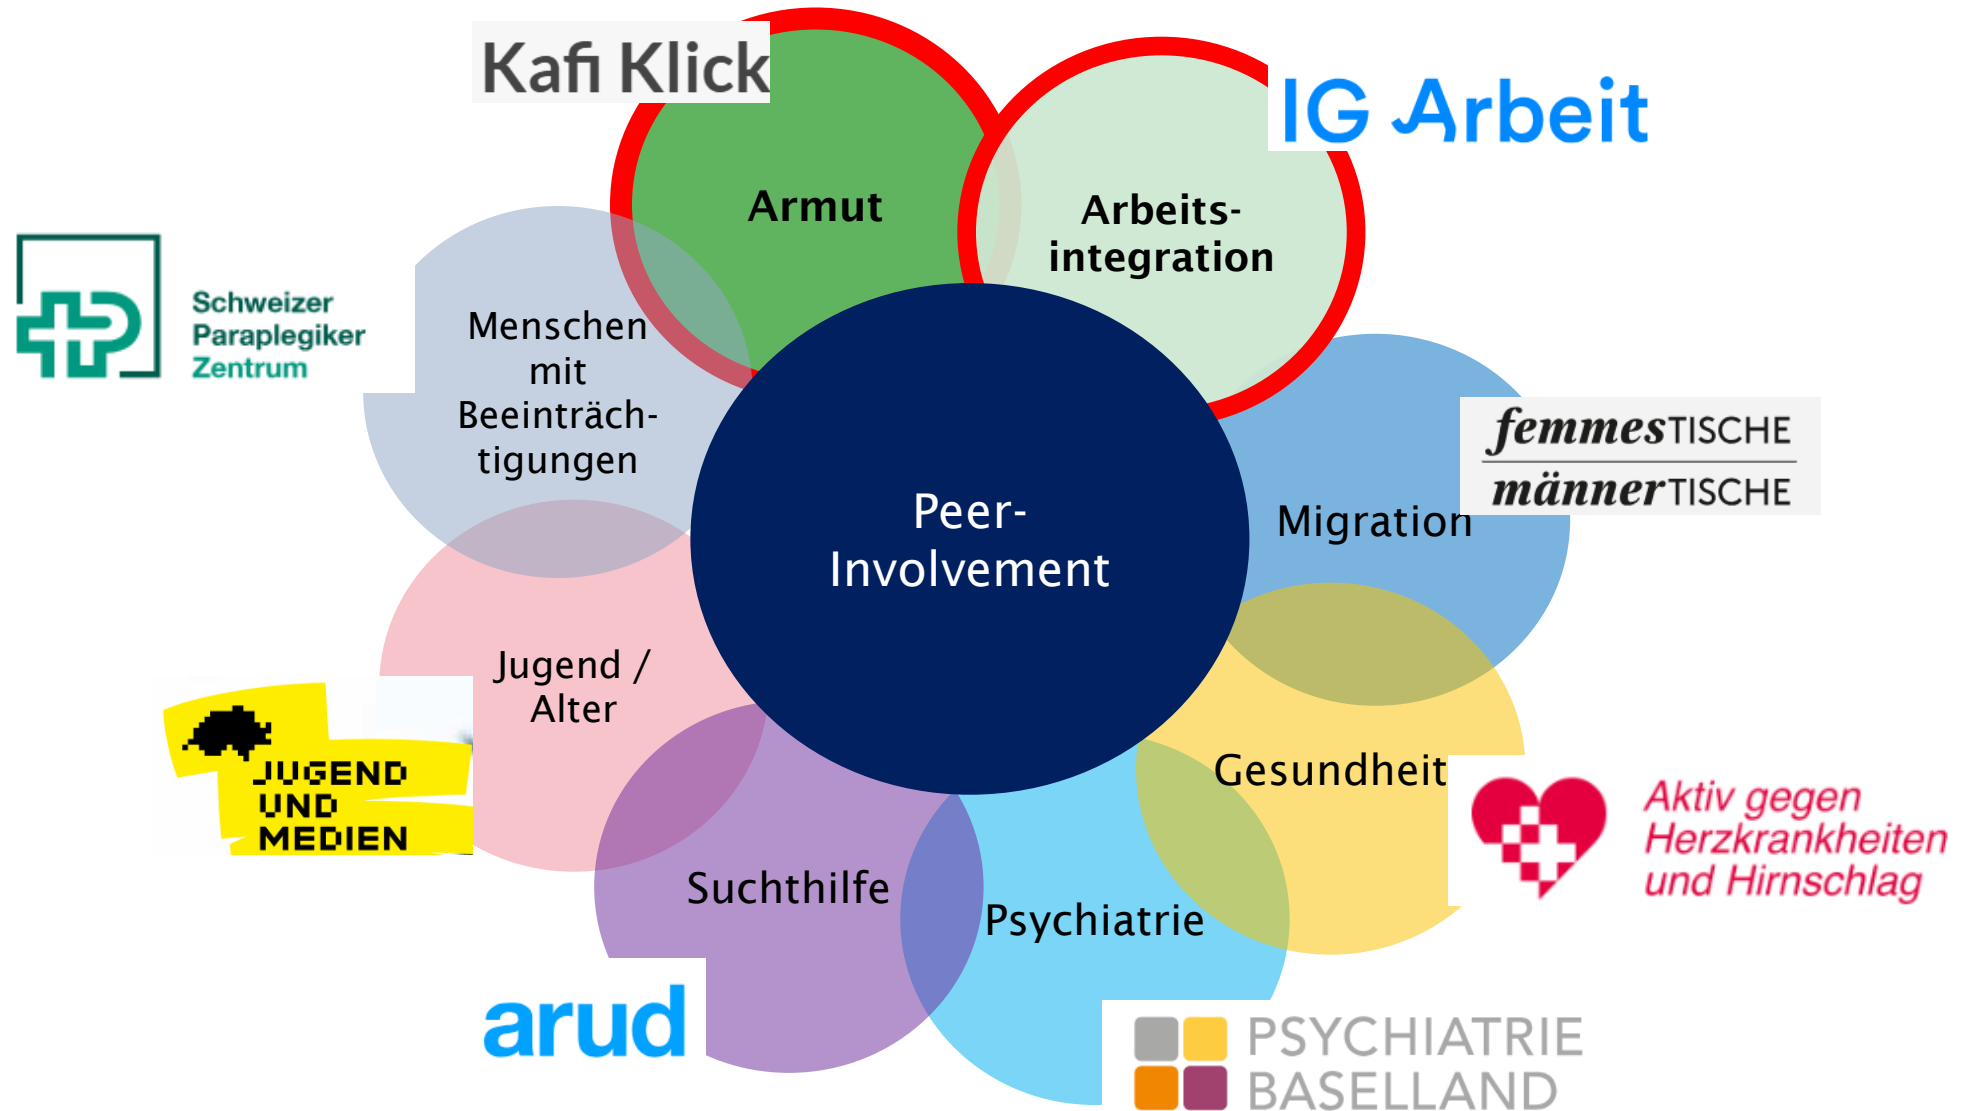 Kafi Klick
IG Arbeit
Armut
Arbeits-
integration
Schweizer
Paraplegiker
Zentrum
Menschen
mit
Beeinträch-
tigungen
femmesTISCHE
männerTISCHE
Peer-
Involvement
Migration
Jugend /
Alter
JUGEND
UND
MEDIEN
Gesundheit
Aktiv gegen
Herzkrankheiten
und Hirnschlag
Suchthilfe
Psychiatrie
arud
PSYCHIATRIE
BASELLAND